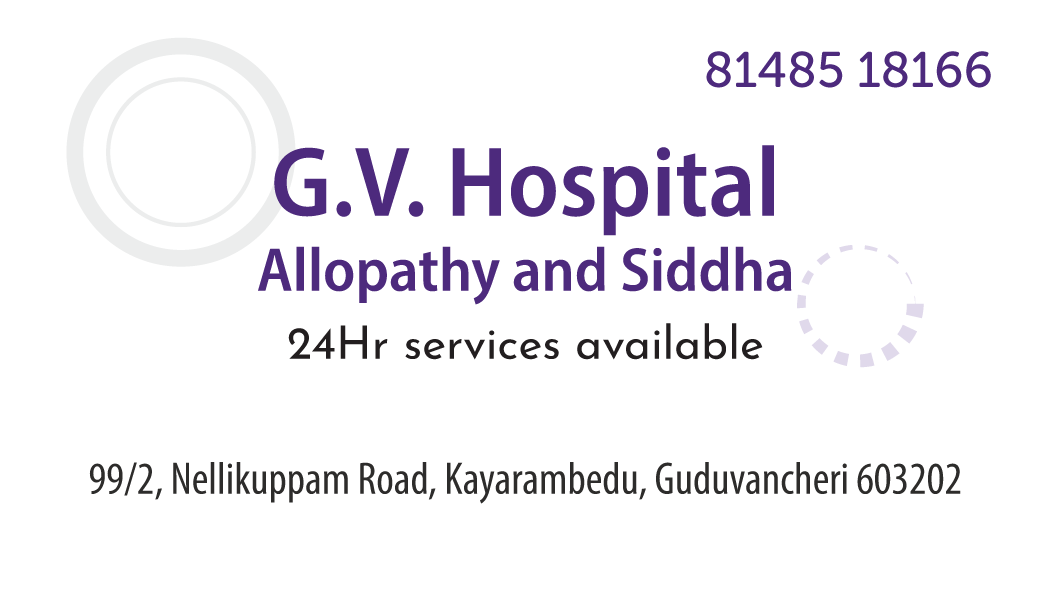 81485 18166
G.V. Hospital
Allopathy and Siddha
24Hr services available
99/2, Nellikuppam Road, Kayarambedu, Guduvancheri 603202